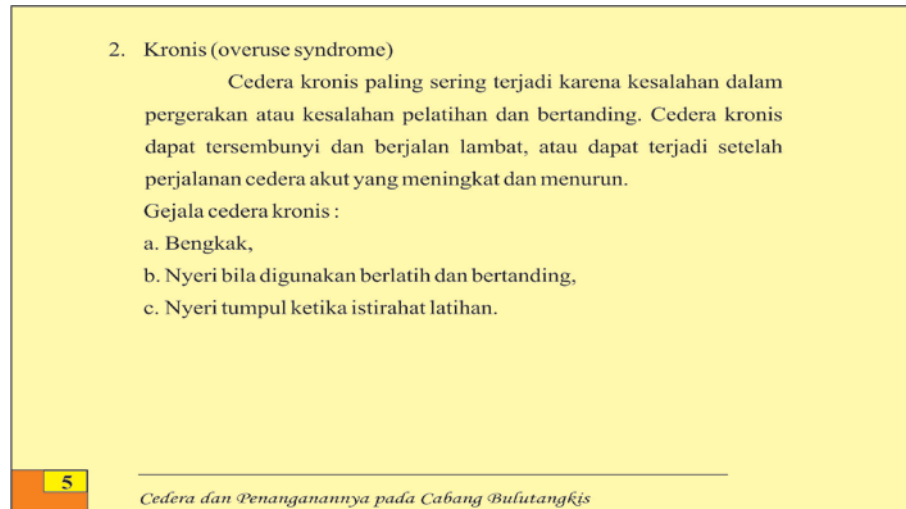 2. Kronis (overuse syndrome)
Cedera kronis paling sering terjadi karena kesalahan dalam
pergerakan atau kesalahan pelatihan dan bertanding. Cedera kronis
dapat tersembunyi dan berjalan lambat, atau dapat terjadi setelah
perjalanan cedera akut yang meningkat dan menurun.
Gejala cedera kronis :
a. Bengkak,
b. Nyeri bila digunakan berlatih dan bertanding,
c. Nyeri tumpul ketika istirahat latihan.
5
Cedera dan Penanganannya pada Cabang Bulutangkis